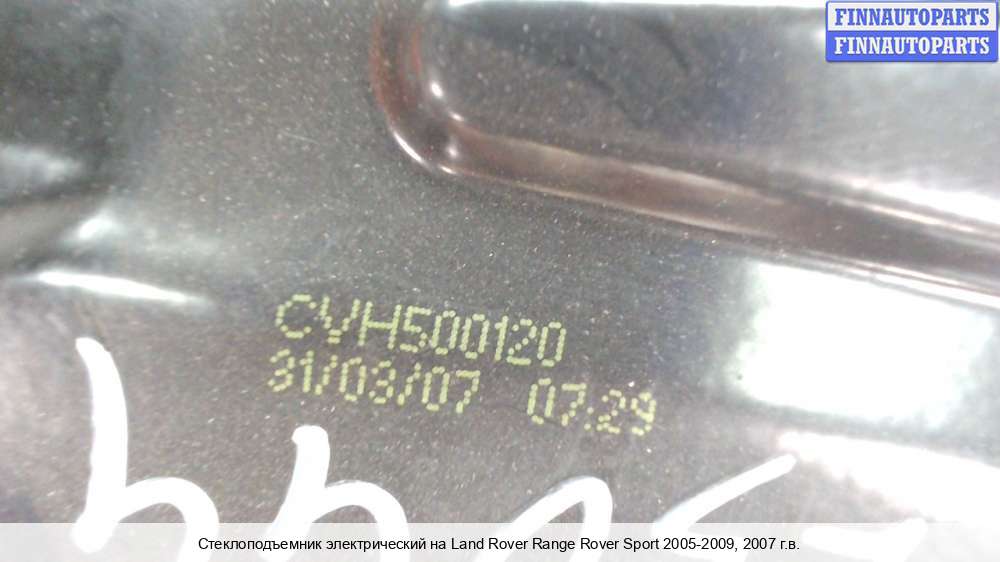 FINNAUTOPARTS
FINNAUTOPARTS
CVH500120
31/03/07 07:29
Стеклоподъемник электрический на Land Rover Range Rover Sport 2005-2009, 2007 г.в.